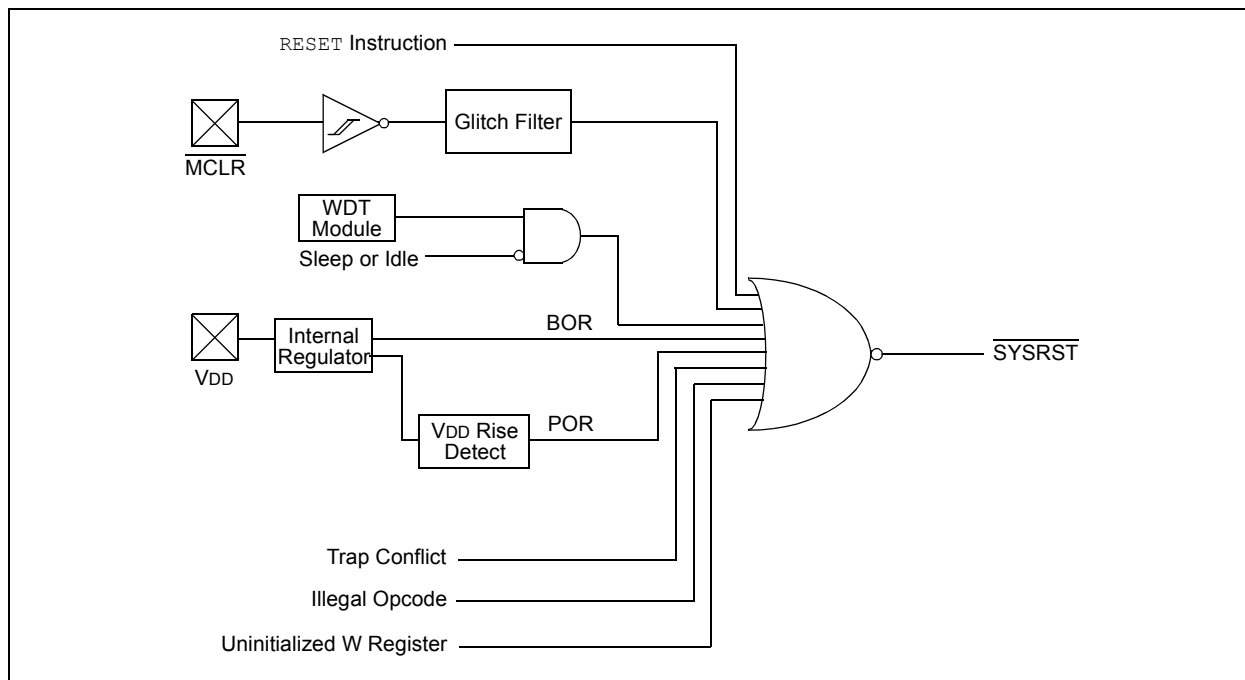 RESET Instruction
Glitch Filter
MCLR
WDT
Module
Sleep or Idle
BOR
Internal
Regulator
VDD
SYSRST
POR
VDD Rise
Detect
Trap Conflict
Illegal Opcode
Uninitialized W Register